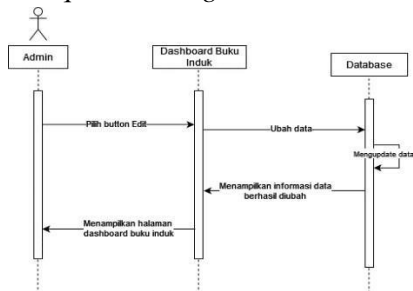 Admin
Dashboard Buku
Induk
Database
Pilih button Edit
Ubah data
Mengupdate data
Menampilkan informasi data
berhasil diubah
Menampilkan halaman
dashboard buku induk